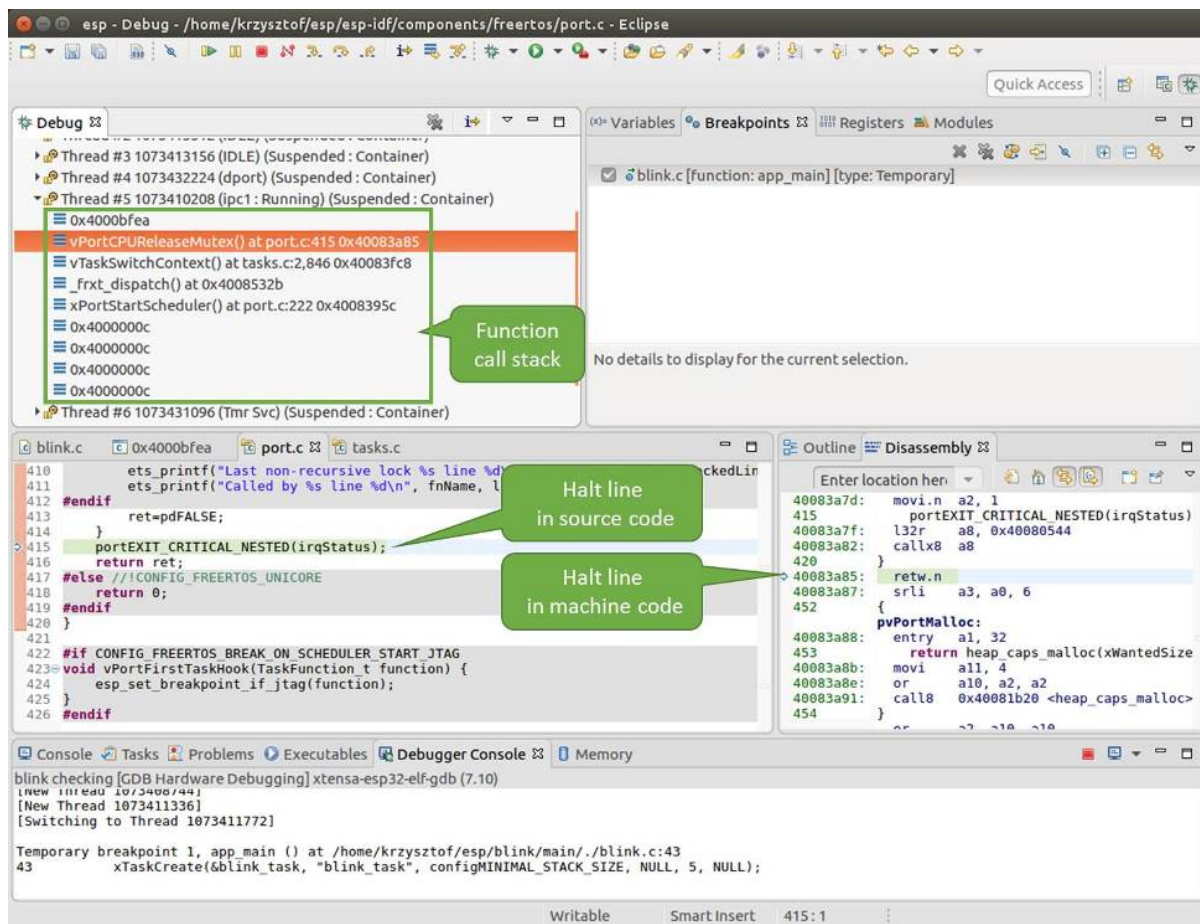 esp - Debug - /home/krzysztof/esp/esp-idf/components/freertos/port.c - Eclipse
Quick Access
Debug
Thread #3 1073413156 (IDLE) (Suspended : Container)
Thread #4 1073432224 (dport) (Suspended : Container)
Thread #5 1073410208 (ipc1 : Running) (Suspended : Container)
0x4000bfea
vPortCPUReleaseMutex() at port.c:415 0x40083a85
vTaskSwitchContext() at tasks.c:2,846 0x40083fc8
_frxt_dispatch() at 0x4008532b
xPortStartScheduler() at port.c:222 0x4008395c
0x4000000c
0x4000000c
0x4000000c
0x4000000c
Thread #6 1073431096 (Tmr Svc) (Suspended : Container)
Function
call stack
(x)= Variables Breakpoints Registers Modules
blink.c [function: app_main] [type: Temporary]
No details to display for the current selection.
blink.c 0x4000bfea port.c tasks.c
410 ets_printf("Last non-recursive lock %s line %d
411 ets_printf("Called by %s line %d\n", fnName, l
412 #endif
413 ret=pdFALSE;
414 }
415 portEXIT_CRITICAL_NESTED(irqStatus);
416 return ret;
417 #else //!CONFIG_FREERTOS_UNICORE
418 return 0;
419 #endif
420 }
421
422 #if CONFIG_FREERTOS_BREAK_ON_SCHEDULER_START_JTAG
423 void vPortFirstTaskHook(TaskFunction_t function) {
424 esp_set_breakpoint_if_jtag(function);
425 }
426 #endif
Halt line
in source code
Halt line
in machine code
Outline Disassembly
Enter location her
40083a7d: movi.n a2, 1
415 portEXIT_CRITICAL_NESTED(irqStatus)
40083a7f: l32r a8, 0x40080544
40083a82: callx8 a8
420 }
40083a85: retw.n
40083a87: srli a3, a0, 6
452 {
pvPortMalloc:
40083a88: entry a1, 32
453 return heap_caps_malloc(xWantedSize
40083a8b: movi a11, 4
40083a8e: or a10, a2, a2
40083a91: call8 0x40081b20 <heap_caps_malloc>
454 }
Console Tasks Problems Executables Debugger Console Memory
blink checking [GDB Hardware Debugging] xtensa-esp32-elf-gdb (7.10)
[New Thread 1073408744]
[New Thread 1073411336]
[Switching to Thread 1073411772]
Temporary breakpoint 1, app_main () at /home/krzysztof/esp/blink/main/./blink.c:43
43 xTaskCreate(&blink_task, "blink_task", configMINIMAL_STACK_SIZE, NULL, 5, NULL);
Writable Smart Insert 415 : 1